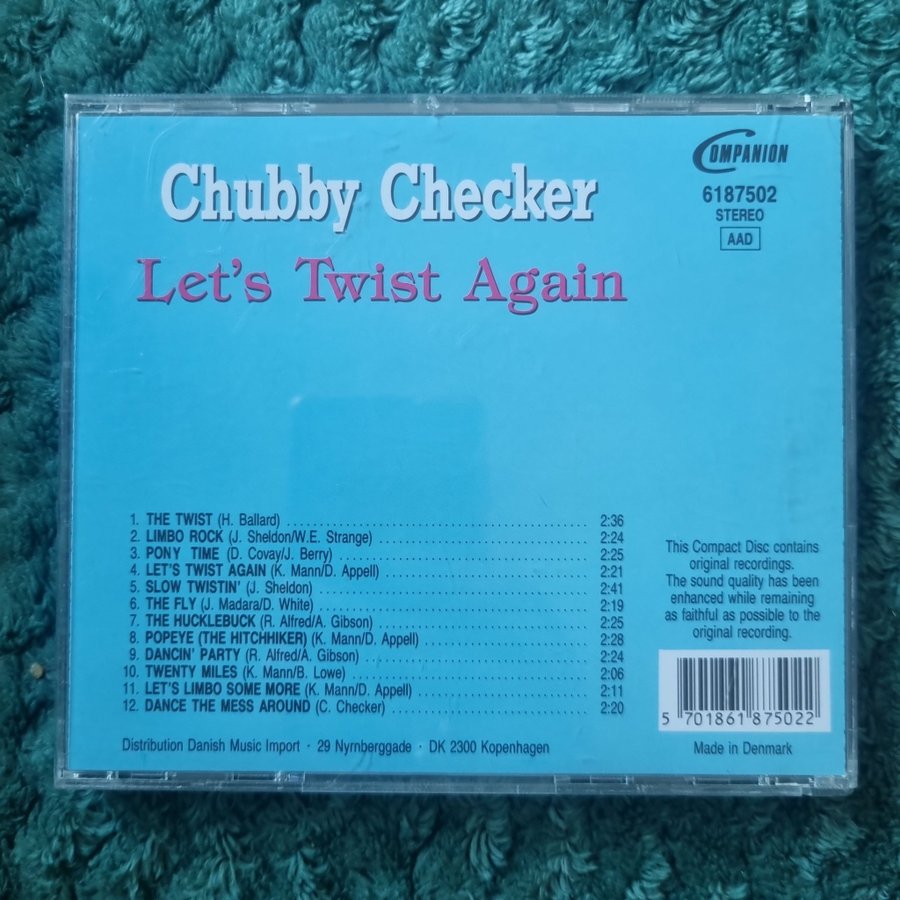 COMPANION
6187502
STEREO
AAD
Chubby Checker
Let's Twist Again
1. THE TWIST (H. Ballard) 2:36
2. LIMBO ROCK (J. Sheldon/W.E. Strange) 2:24
3. PONY TIME (D. Covay/J. Berry) 2:25
4. LET'S TWIST AGAIN (K. Mann/D. Appell) 2:21
5. SLOW TWISTIN' (J. Sheldon) 2:41
6. THE FLY (J. Madara/D. White) 2:19
7. THE HUCKLEBUCK (R. Alfred/A. Gibson) 2:25
8. POPEYE (THE HITCHHIKER) (K. Mann/D. Appell) 2:28
9. DANCIN' PARTY (R. Alfred/A. Gibson) 2:24
10. TWENTY MILES (K. Mann/B. Lowe) 2:06
11. LET'S LIMBO SOME MORE (K. Mann/D. Appell) 2:11
12. DANCE THE MESS AROUND (C. Checker) 2:20
Distribution Danish Music Import · 29 Nyrnberggade · DK 2300 Kopenhagen
This Compact Disc contains
original recordings.
The sound quality has been
enhanced while remaining
as faithful as possible to the
original recording.
5 701861 875022
Made in Denmark